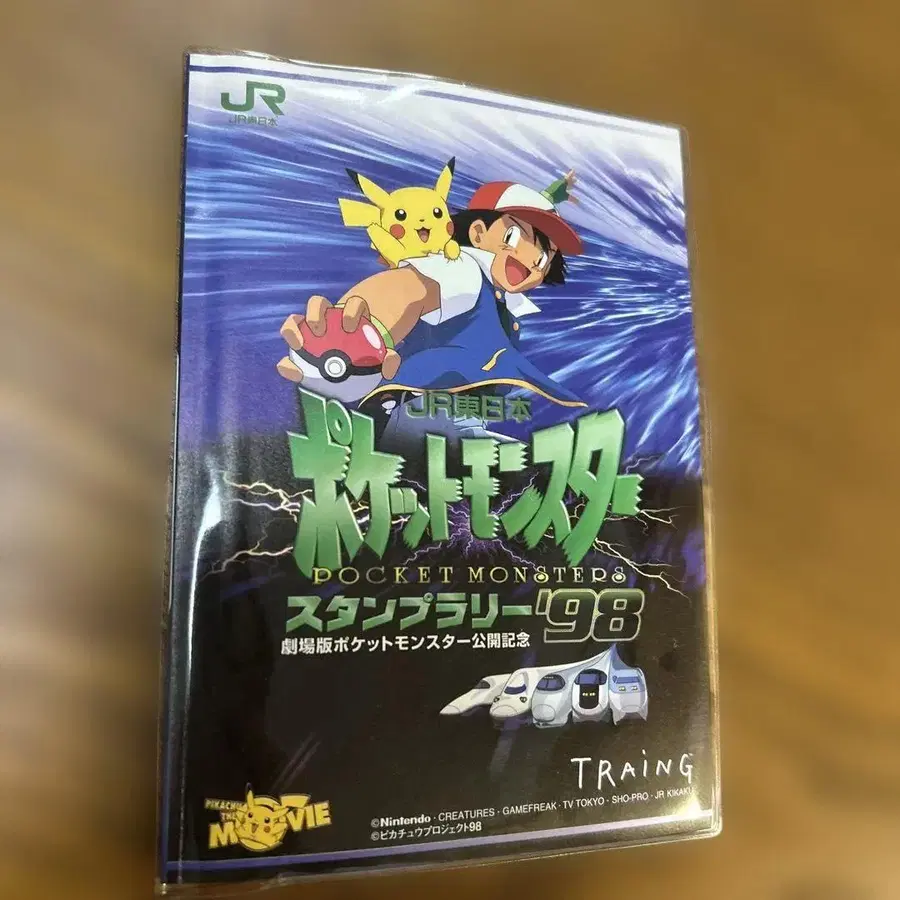 JR
JR東日本
JR東日本
ポケットモンスター
POCKET MONSTERS
スタンプラリー'98
劇場版ポケットモンスター公開記念
TRAiNG
PIKACHU
THE
MOVIE
©Nintendo・CREATURES・GAMEFREAK・TV TOKYO・SHO-PRO・JR KIKAKU
©ピカチュウプロジェクト98